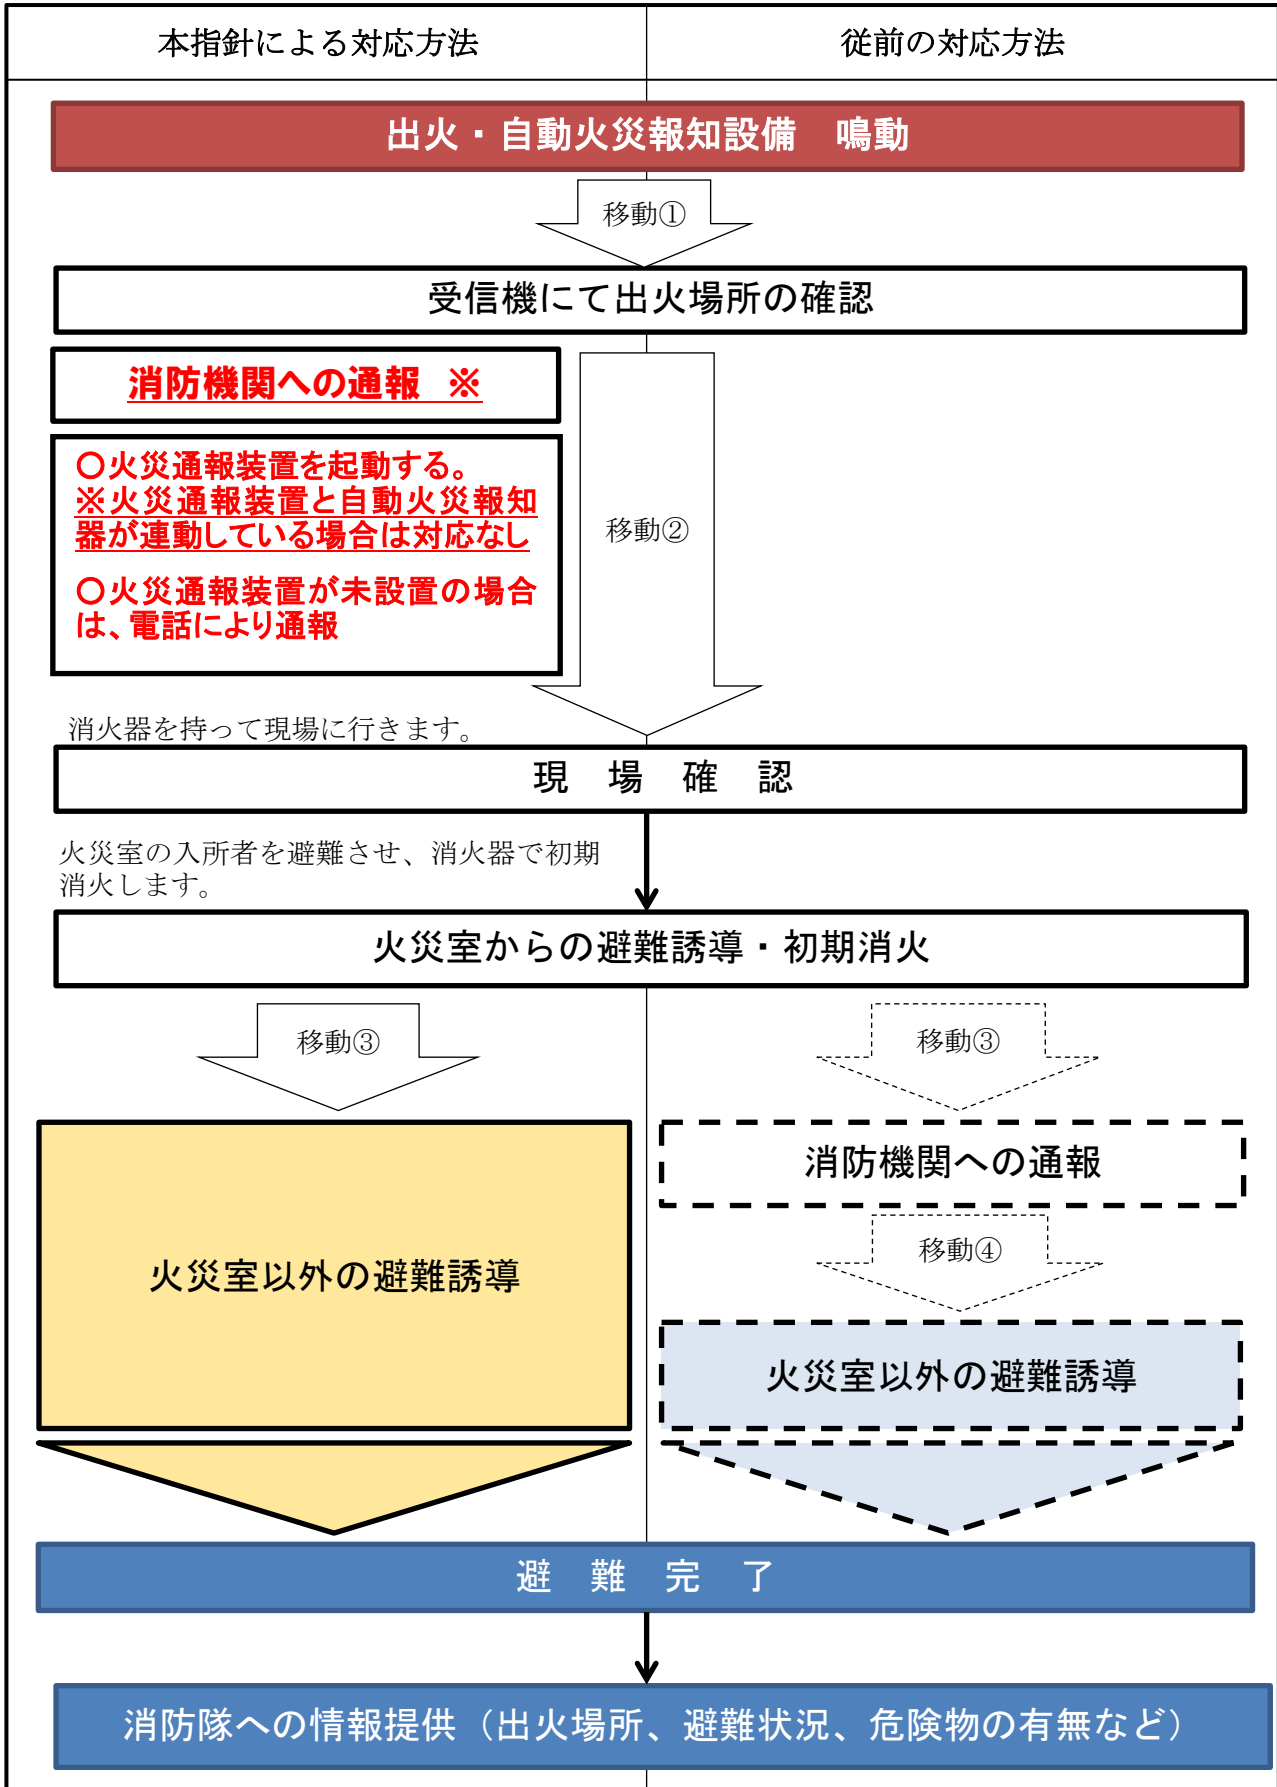 本指針による対応方法
従前の対応方法
出火・自動火災報知設備　鳴動
移動①
受信機にて出火場所の確認
消防機関への通報　※
〇火災通報装置を起動する。
※火災通報装置と自動火災報知
器が連動している場合は対応なし
〇火災通報装置が未設置の場合
は、電話により通報
移動②
消火器を持って現場に行きます。
現　場　確　認
火災室の入所者を避難させ、消火器で初期
消火します。
火災室からの避難誘導・初期消火
移動③
移動③
消防機関への通報
移動④
火災室以外の避難誘導
火災室以外の避難誘導
避　難　完　了
消防隊への情報提供（出火場所、避難状況、危険物の有無など）